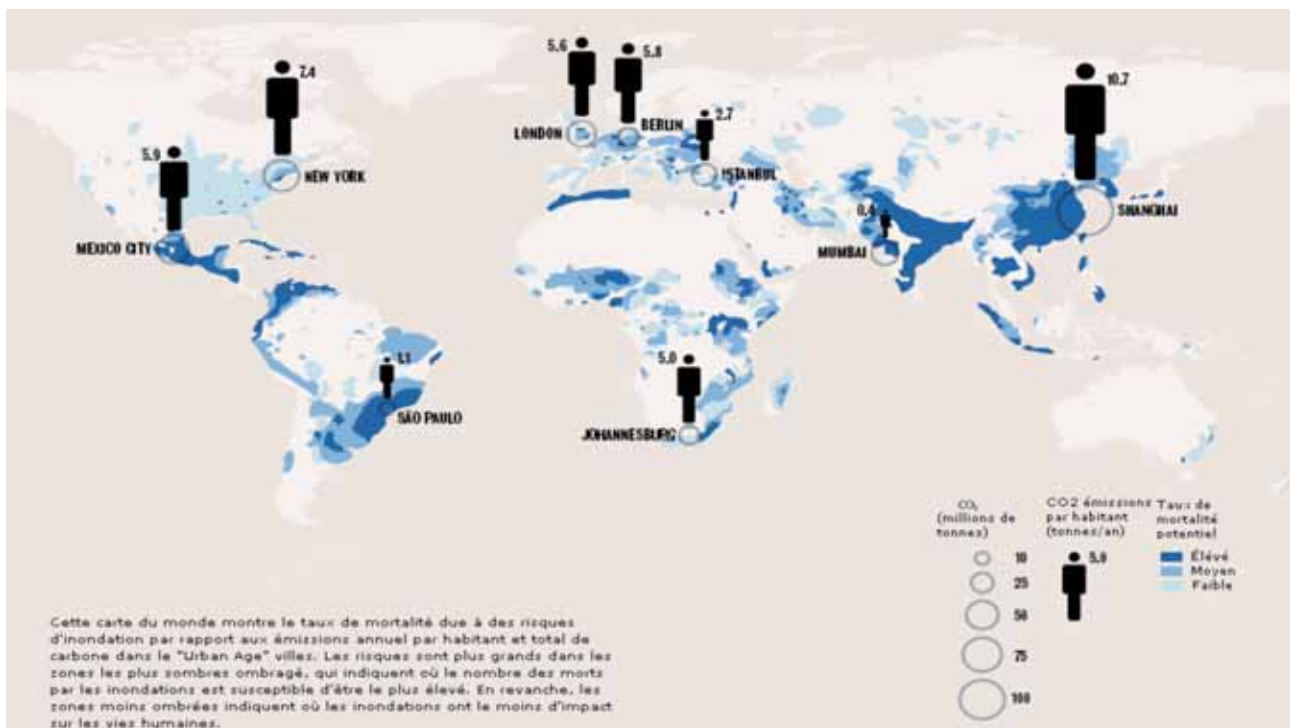 7.4
NEW YORK
5.9
MEXICO CITY
1.1
SÃO PAULO
5.6
LONDON
5.8
BERLIN
2.7
ISTANBUL
0.4
MUMBAI
10.7
SHANGHAI
5.0
JOHANNESBURG
CO₂
(millions de
tonnes)
10
25
50
75
100
CO2 émissions
par habitant
(tonnes/an)
5.0
Taux de
mortalité
potentiel
Élévé
Moyen
Faible
Cette carte du monde montre le taux de mortalité due à des risques
d'inondation par rapport aux émissions annuel par habitant et total de
carbone dans le "Urban Age" villes. Les risques sont plus grands dans les
zones les plus sombres ombragé, qui indiquent où le nombre des morts
par les inondations est susceptible d'être le plus élevé. En revanche, les
zones moins ombrées indiquent où les inondations ont le moins d'impact
sur les vies humaines.